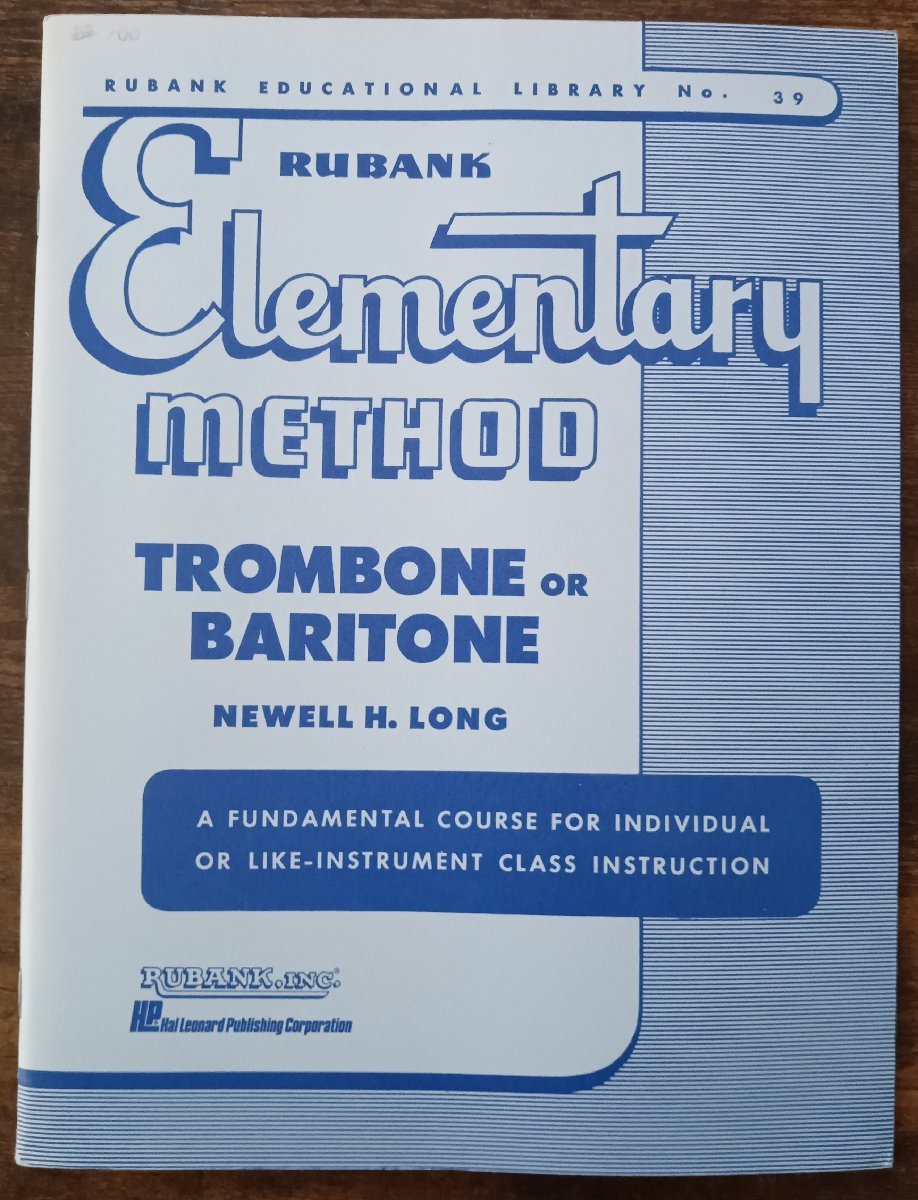 RUBANK EDUCATIONAL LIBRARY No. 39
RUBANK
Elementary
METHOD
TROMBONE OR
BARITONE
NEWELL H. LONG
A FUNDAMENTAL COURSE FOR INDIVIDUAL
OR LIKE-INSTRUMENT CLASS INSTRUCTION
RUBANK, INC.®
HP Hal Leonard Publishing Corporation